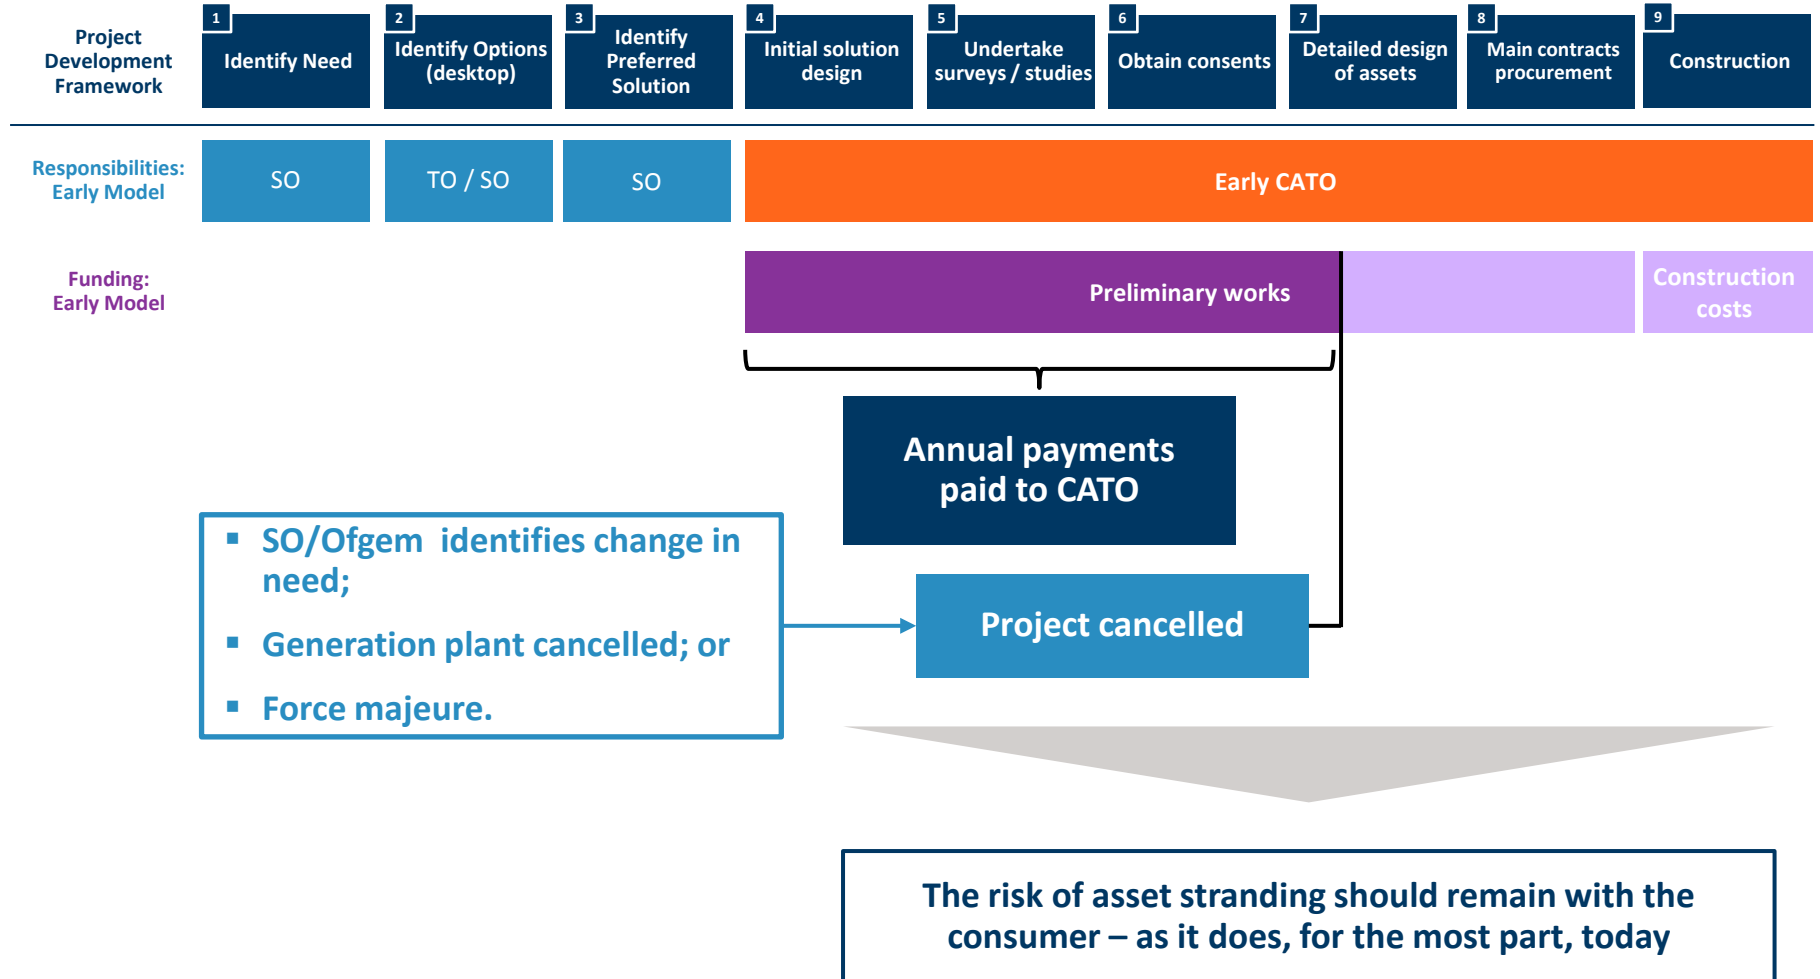 Project
Development
Framework
1
Identify Need
2
Identify Options
(desktop)
3
Identify
Preferred
Solution
4
Initial solution
design
5
Undertake
surveys / studies
6
Obtain consents
7
Detailed design
of assets
8
Main contracts
procurement
9
Construction
Responsibilities:
Early Model
SO
TO / SO
SO
Early CATO
Funding:
Early Model
Preliminary works
Construction
costs
Annual payments
paid to CATO
▪ SO/Ofgem identifies change in
need;
▪ Generation plant cancelled; or
▪ Force majeure.
Project cancelled
The risk of asset stranding should remain with the
consumer – as it does, for the most part, today